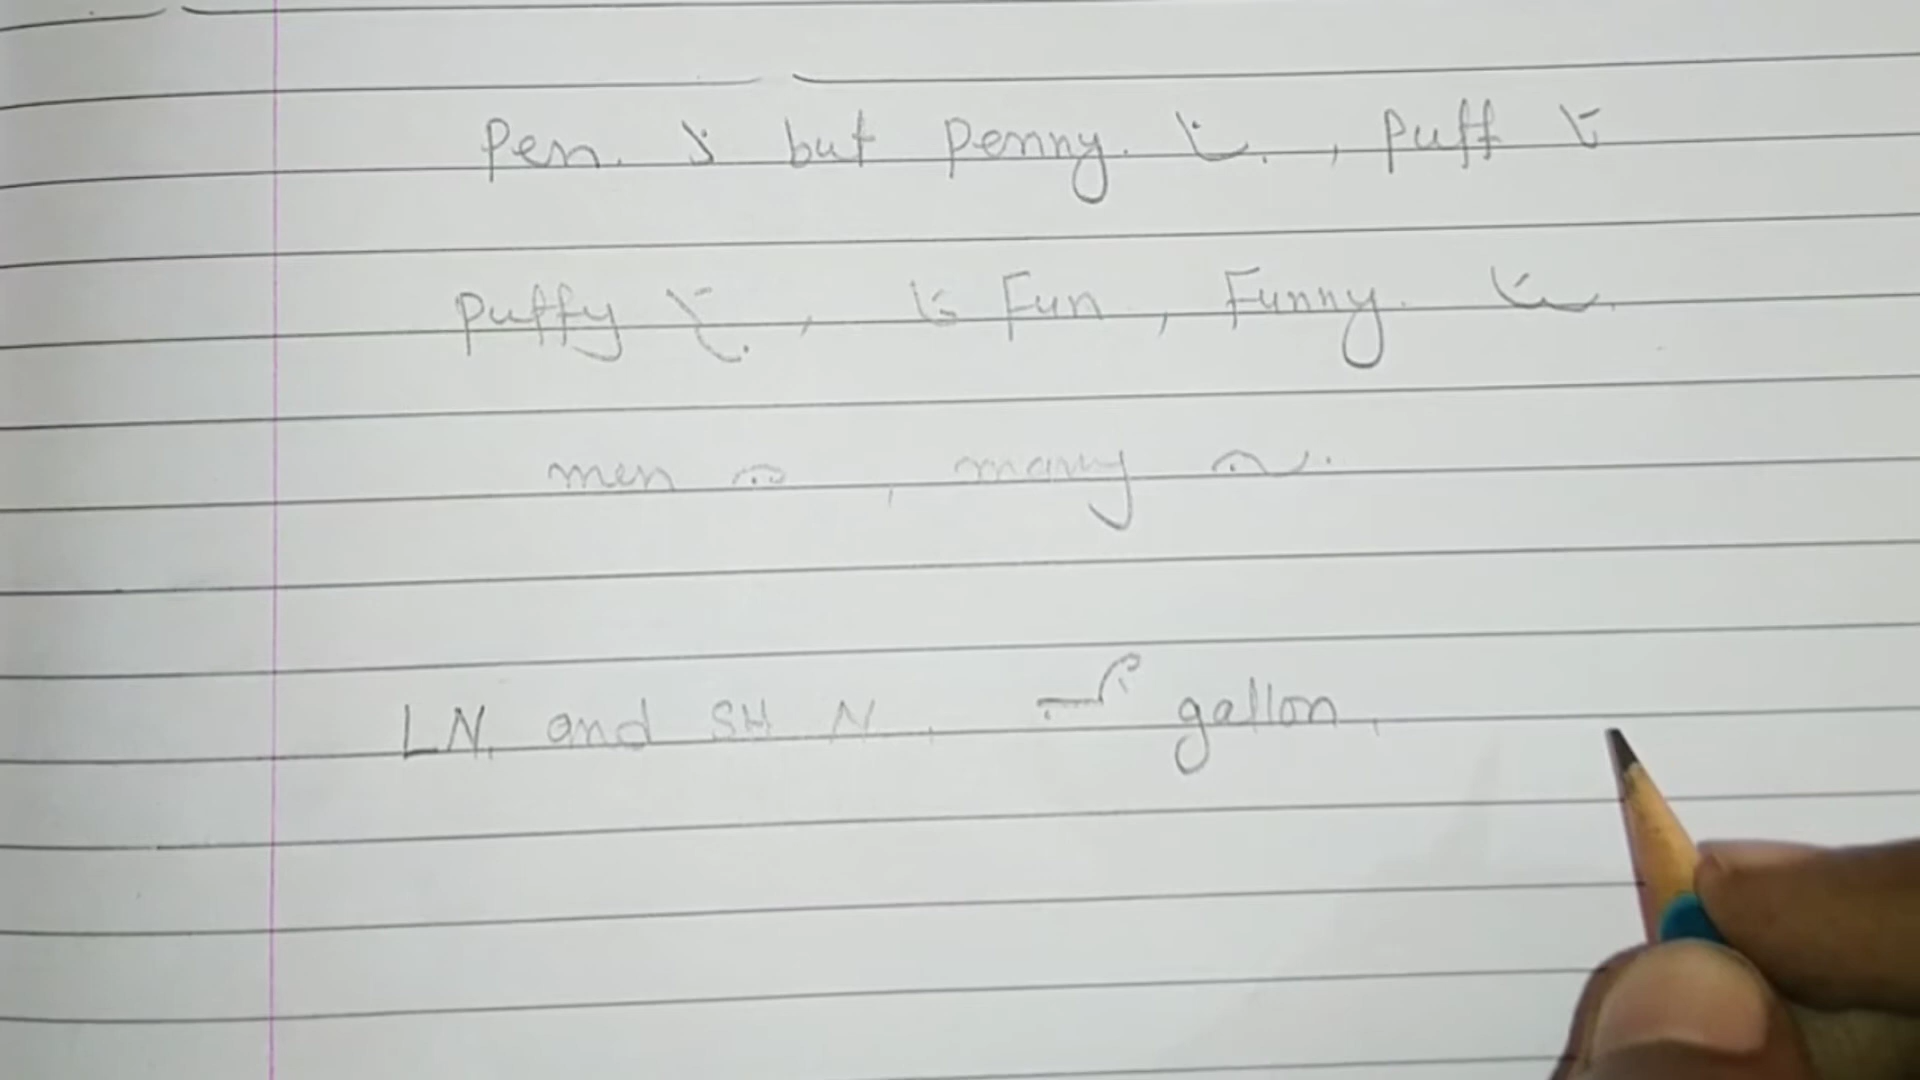 Pen. but Penny. , Puff
Puffy , Fun , Funny.
men , many
LN. and SH N. gallon,